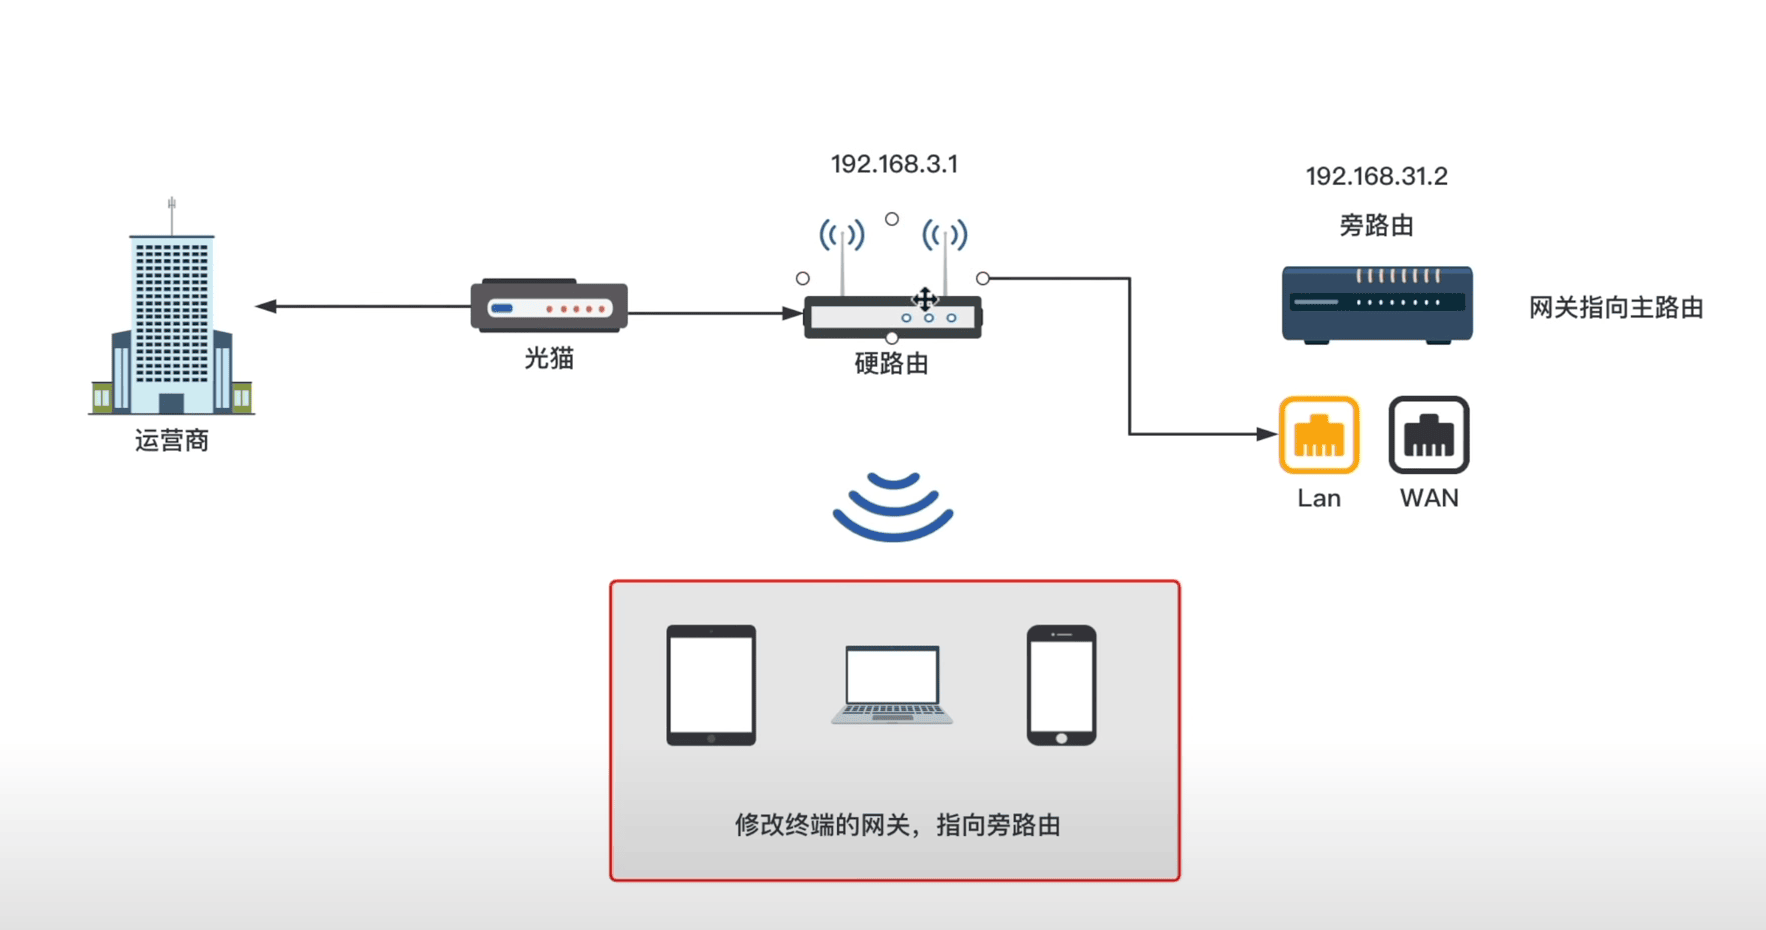 192.168.3.1
192.168.31.2
旁路由
网关指向主路由
光猫
硬路由
运营商
Lan
WAN
修改终端的网关，指向旁路由